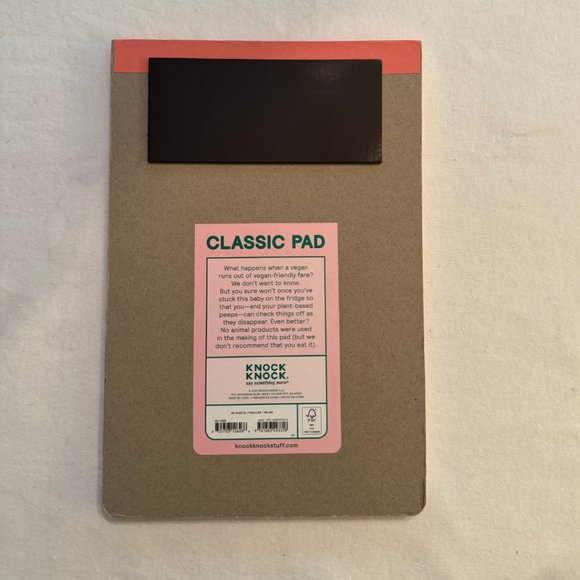 CLASSIC PAD
What happens when a vegan
runs out of vegan-friendly fare?
We don't want to know.
But you sure won't once you've
stuck this baby on the fridge so
that you—and your plant-based
peeps—can check things off as
they disappear. Even better?
No animal products were used
in the making of this pad (but we
don't recommend that you eat it).
KNOCK
KNOCK®
say something more®
FSC
knockknockstuff.com